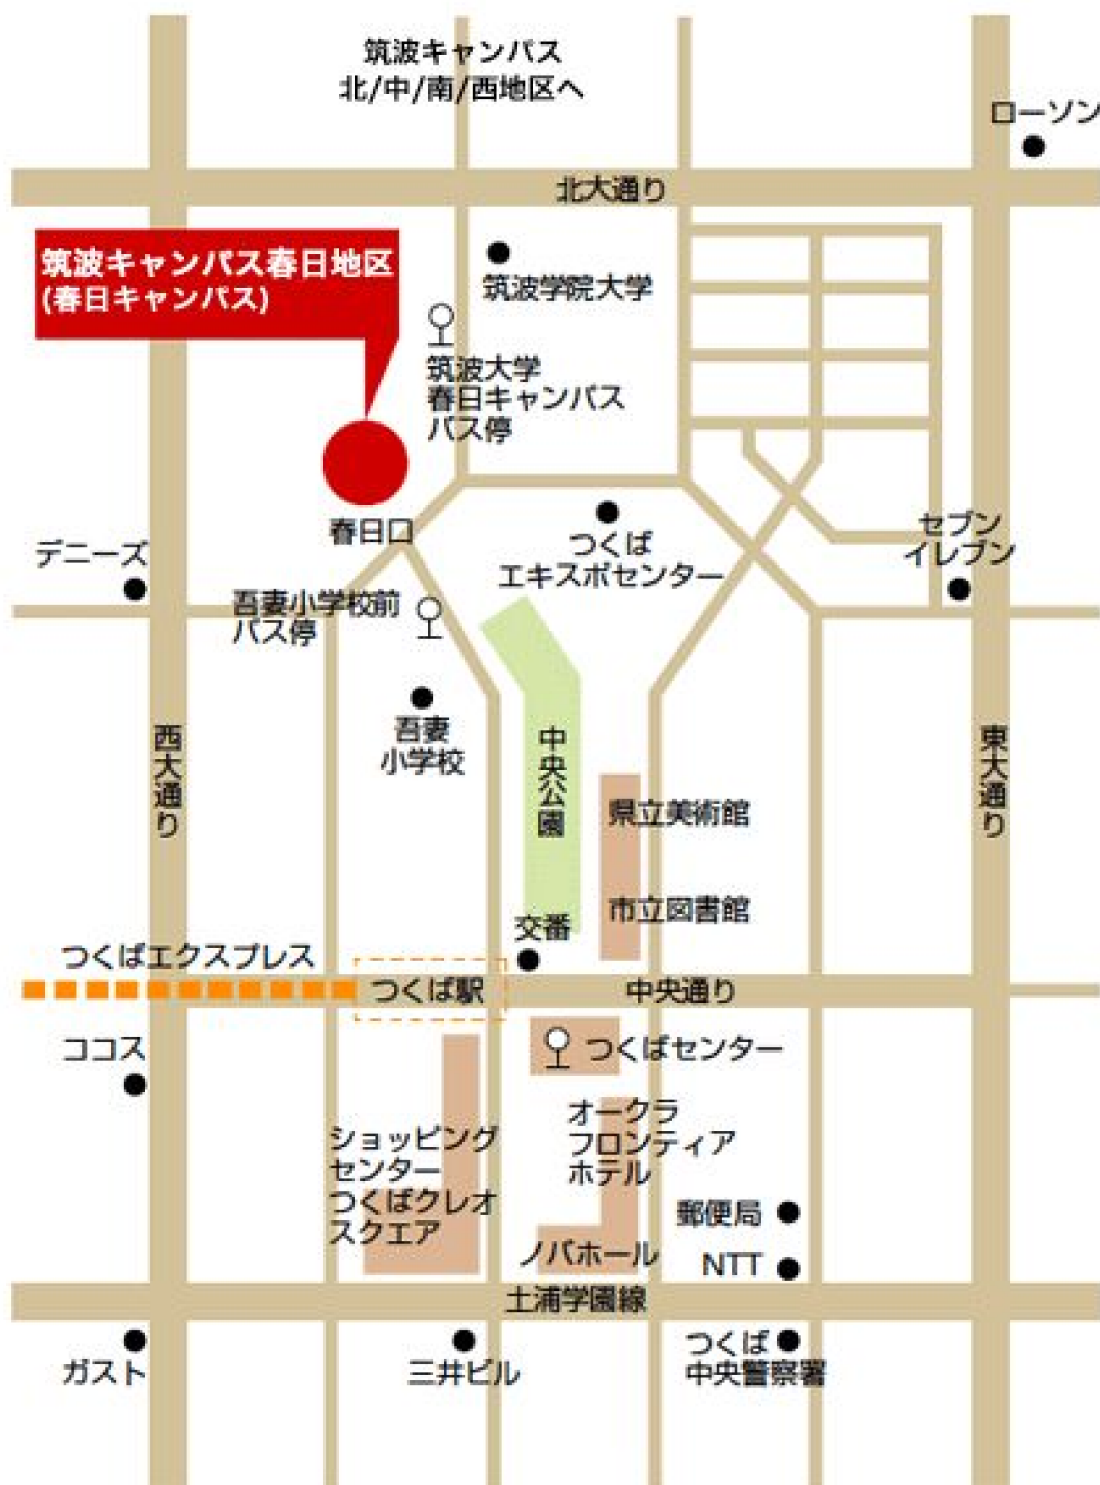 筑波キャンパス
北/中/南/西地区へ
ローソン
北大通り
筑波キャンパス春日地区
(春日キャンパス)
筑波学院大学
筑波大学
春日キャンパス
バス停
春日口
つくば
エキスポセンター
セブン
イレブン
デニーズ
吾妻小学校前
バス停
吾妻
小学校
西大通り
中央公園
東大通り
県立美術館
市立図書館
交番
つくばエクスプレス
つくば駅
中央通り
ココス
つくばセンター
オークラ
フロンティア
ホテル
ショッピング
センター
つくばクレオ
スクエア
郵便局
ノバホール
NTT
土浦学園線
ガスト
三井ビル
つくば
中央警察署